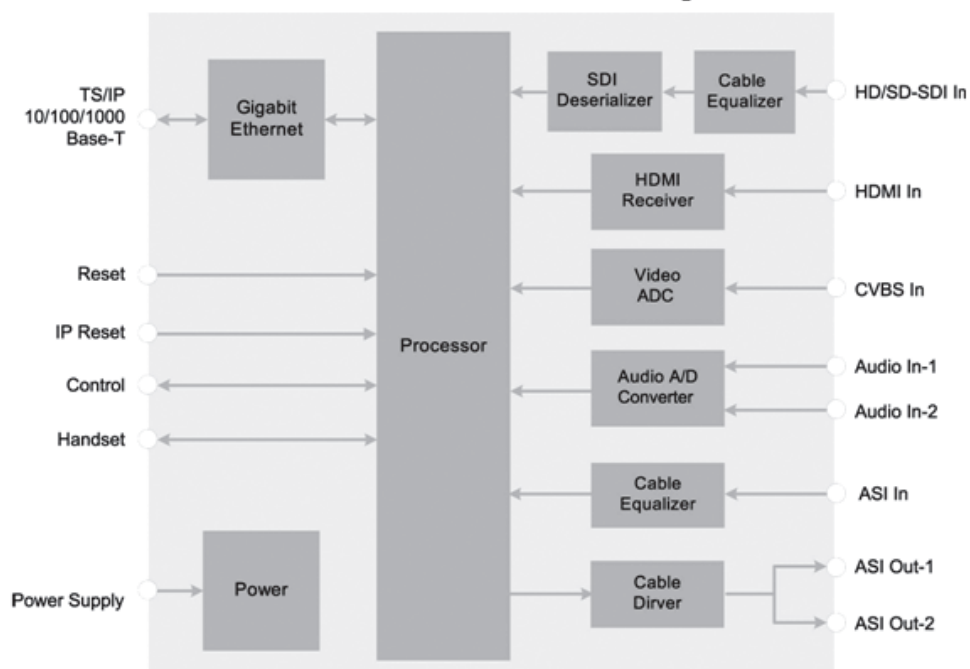 TS/IP
10/100/1000
Base-T
Gigabit
Ethernet
Reset
IP Reset
Control
Handset
Power Supply
Power
Processor
SDI
Deserializer
Cable
Equalizer
HD/SD-SDI In
HDMI
Receiver
HDMI In
Video
ADC
CVBS In
Audio A/D
Converter
Audio In-1
Audio In-2
Cable
Equalizer
ASI In
Cable
Dirver
ASI Out-1
ASI Out-2